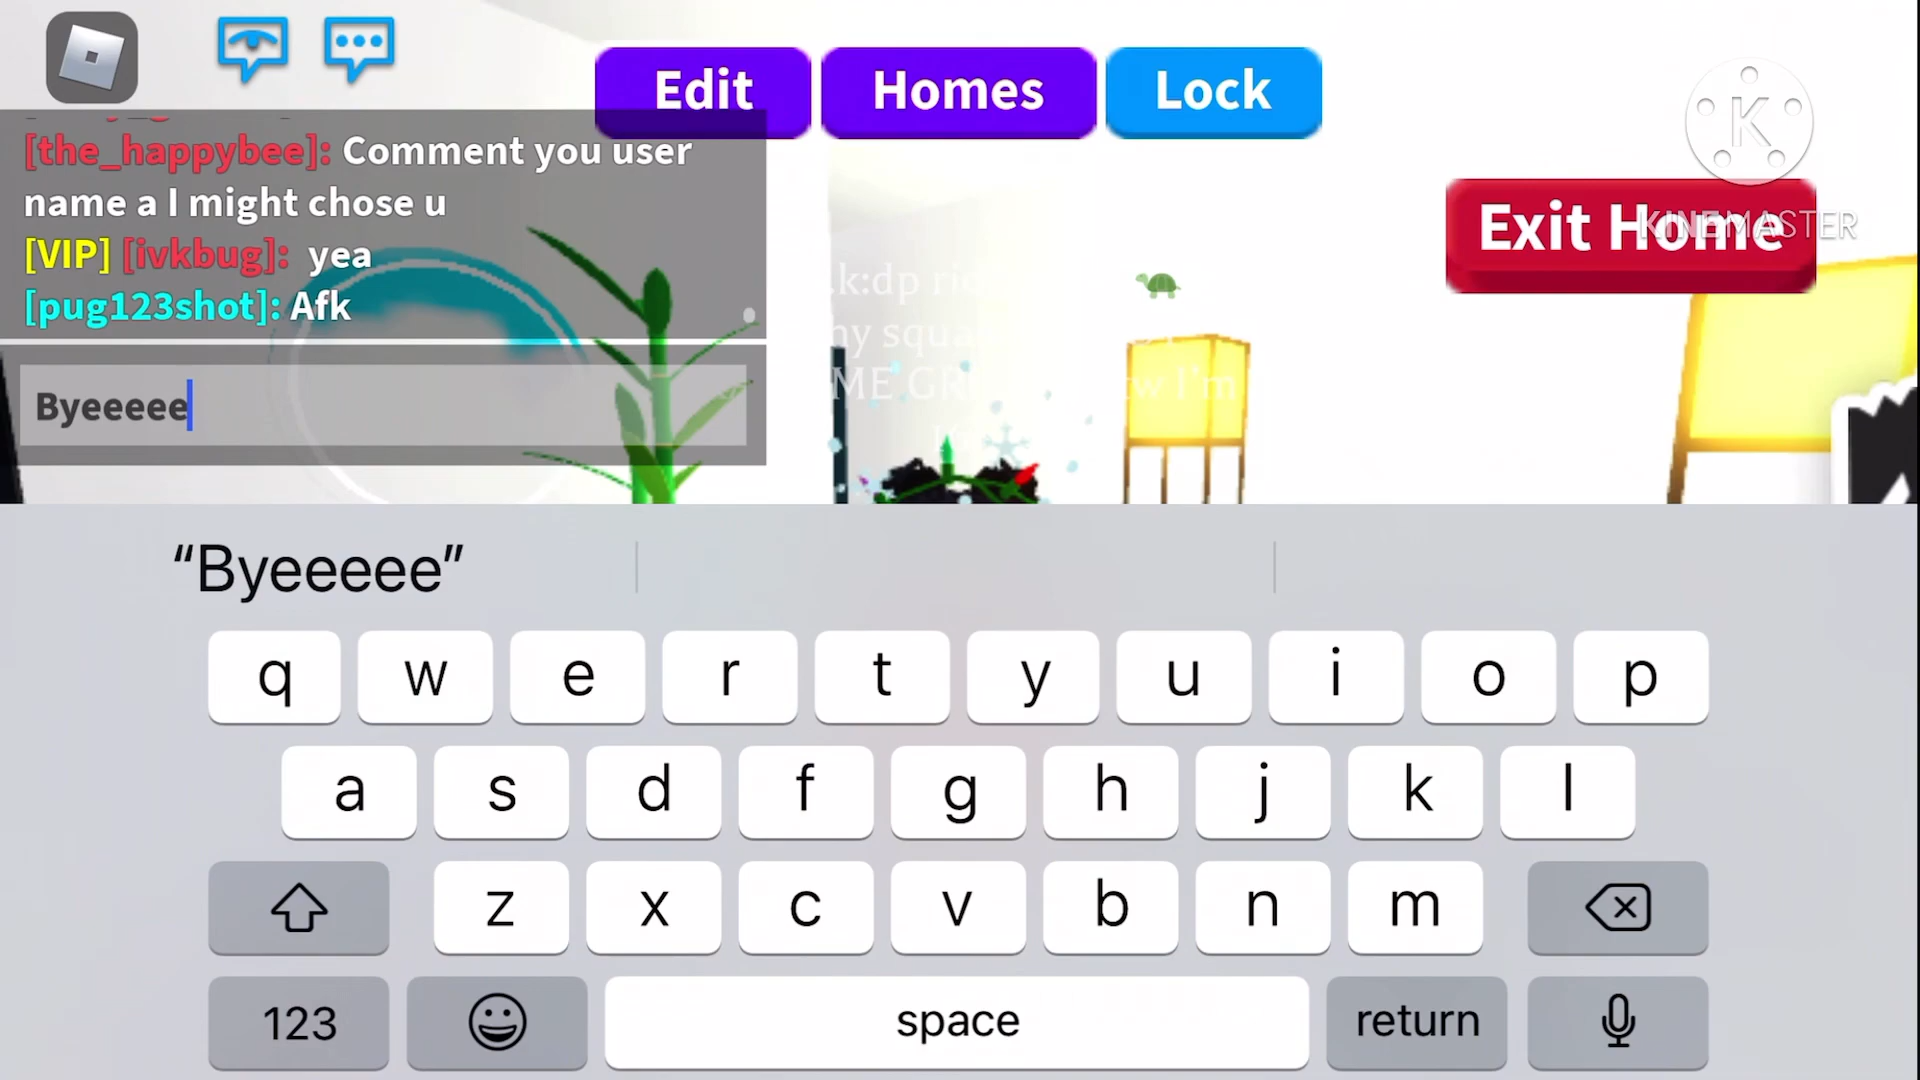 Edit
Homes
Lock
K
[the_happybee]: Comment you user
name a I might chose u
[VIP] [ivkbug]: yea
[pug123shot]: Afk
Exit Home
KINEMASTER
Byeeeee
“Byeeeee”
q w e r t y u i o p
a s d f g h j k l
z x c v b n m
123 space return